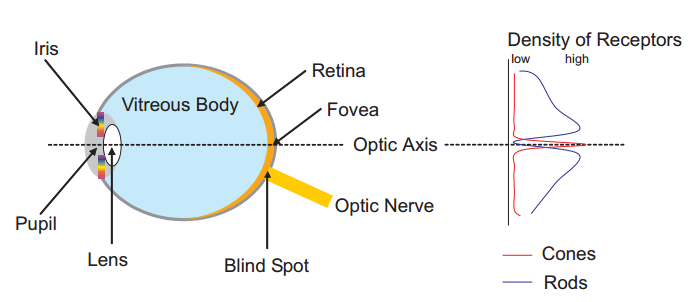 Iris
Vitreous Body
Retina
Fovea
Optic Axis
Optic Nerve
Pupil
Lens
Blind Spot
Density of Receptors
low high
Cones
Rods